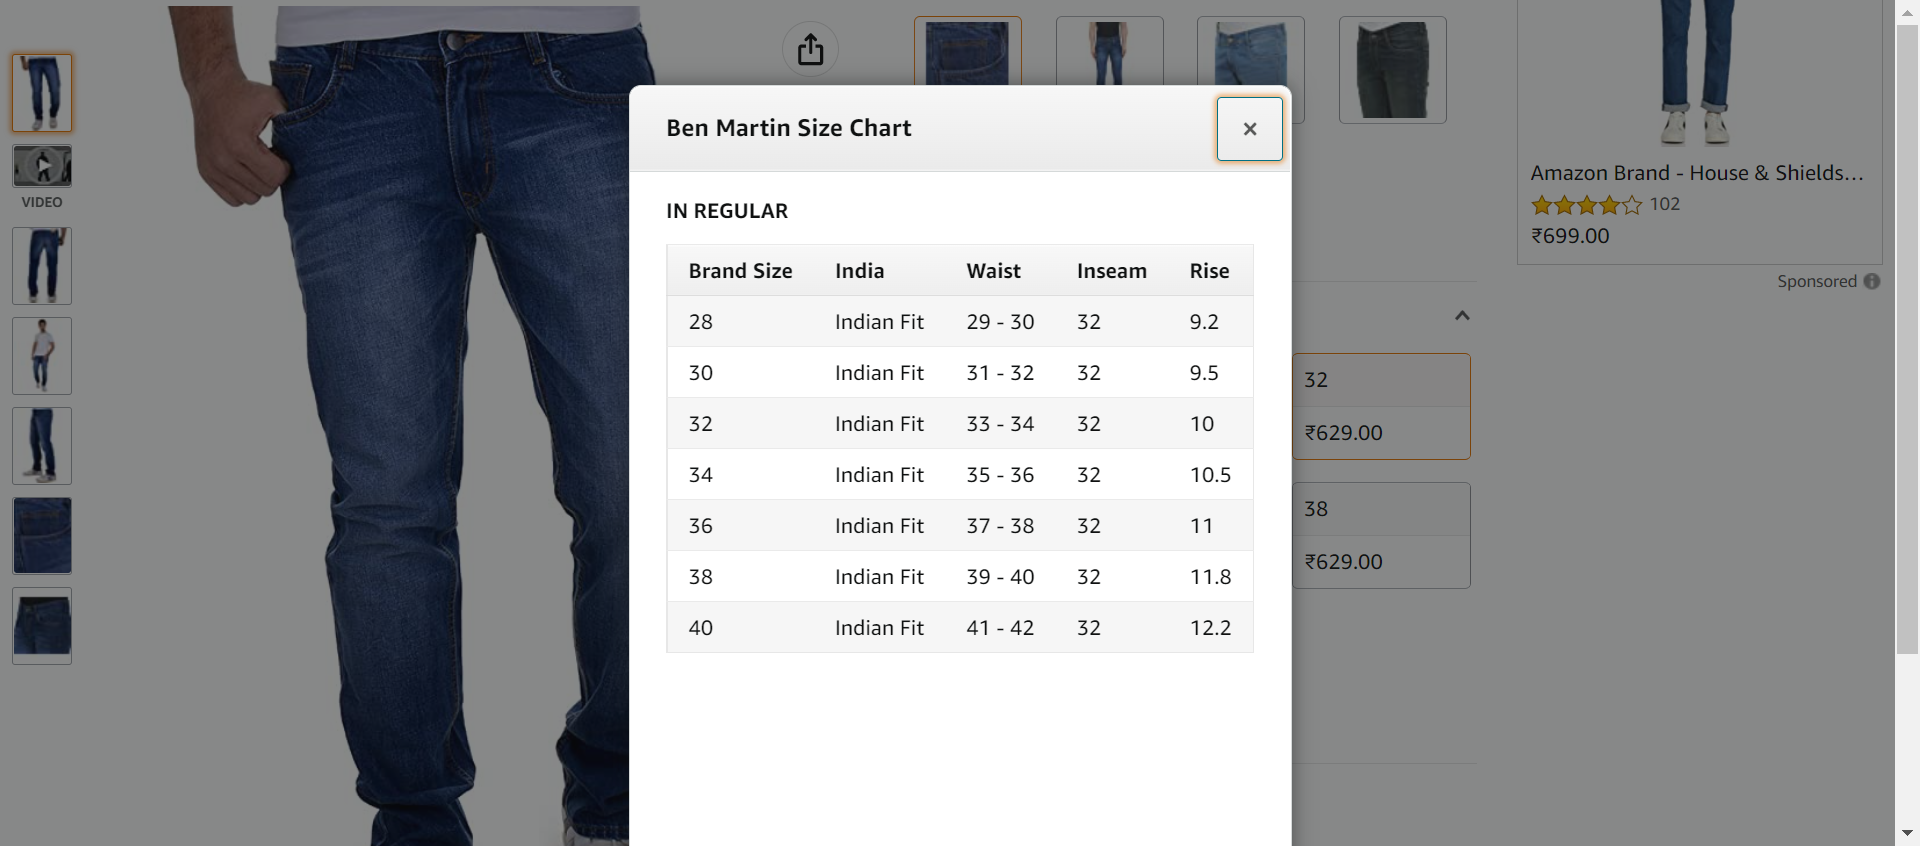 VIDEO
Ben Martin Size Chart
×
IN REGULAR
Brand Size India Waist Inseam Rise
28 Indian Fit 29 - 30 32 9.2
30 Indian Fit 31 - 32 32 9.5
32 Indian Fit 33 - 34 32 10
34 Indian Fit 35 - 36 32 10.5
36 Indian Fit 37 - 38 32 11
38 Indian Fit 39 - 40 32 11.8
40 Indian Fit 41 - 42 32 12.2
32
₹629.00
38
₹629.00
Amazon Brand - House & Shields...
102
₹699.00
Sponsored